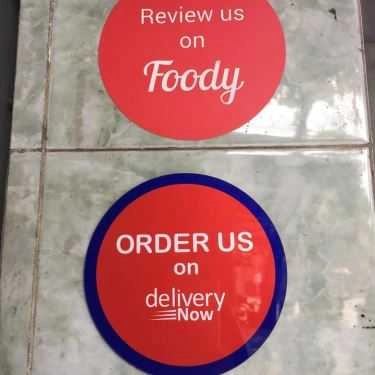 Review us
on
Foody
ORDER US
on
delivery
Now